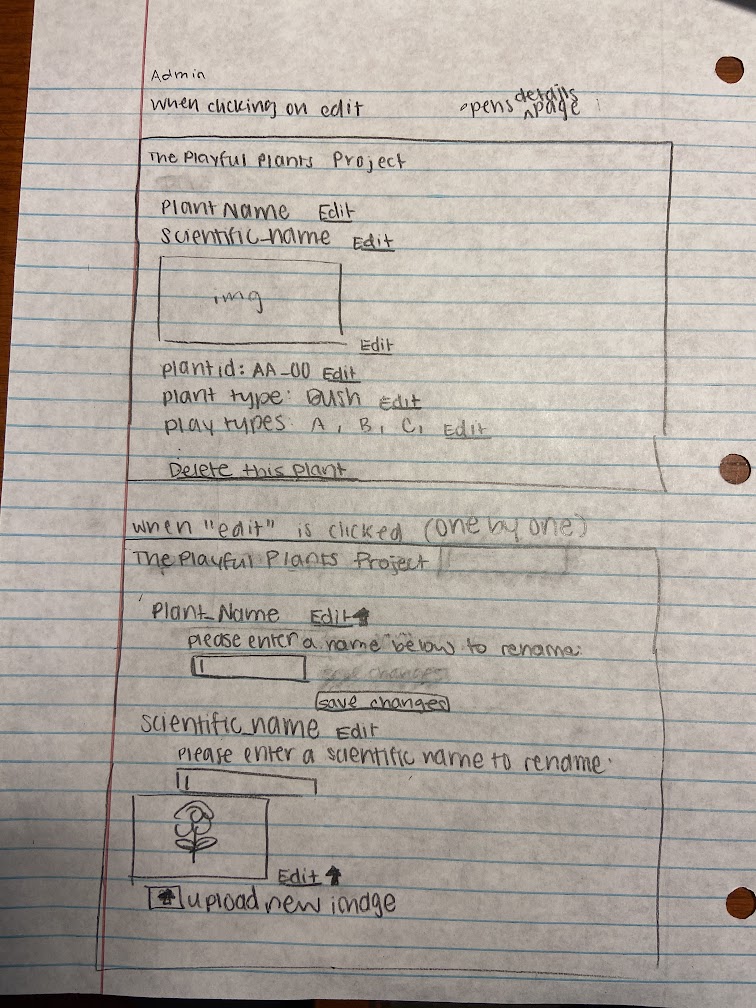 Admin
when clicking on edit opens details page
The Playful Plants Project
Plant Name Edit
scientific_name Edit
img
Edit
plant id: AA_00 Edit
plant type: Bush Edit
play types: A, B, C, Edit
Delete this plant
when "edit" is clicked (one by one)
The Playful Plants Project
Plant_Name Edit
please enter a name below to rename:
save changes
scientific_name Edit
Please enter a scientific name to rename:
Edit
upload new image